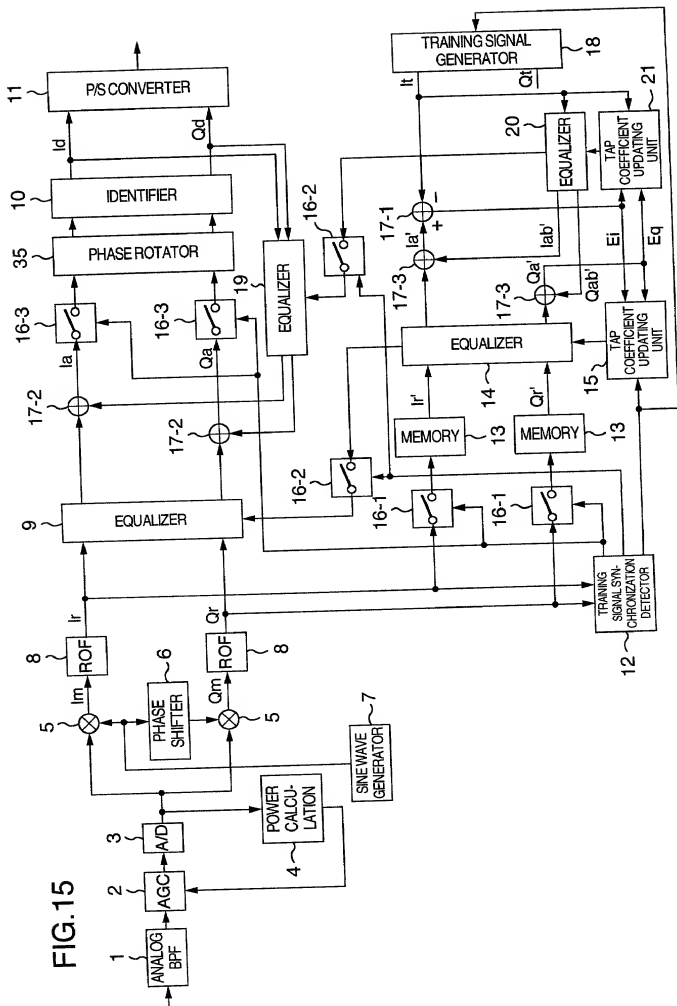 FIG.15
1
ANALOG
BPF
2
AGC
3
A/D
POWER
CALCU-
LATION
4
5
5
6
PHASE
SHIFTER
7
SINE WAVE
GENERATOR
Im
Qm
8
ROF
ROF
8
Ir
Qr
9
EQUALIZER
17-2
17-2
Ia
Qa
16-3
16-3
19
EQUALIZER
35
PHASE ROTATOR
10
IDENTIFIER
Id
Qd
11
P/S CONVERTER
12
TRAINING
SIGNAL SYN-
CHRONIZATION
DETECTOR
16-1
16-1
16-2
16-2
MEMORY
13
MEMORY
13
Ir'
Qr'
EQUALIZER
14
15
TAP
COEFFICIENT
UPDATING
UNIT
17-3
17-3
17-1
+
−
Ia'
Qa'
Iab'
Qab'
Ei
Eq
20
EQUALIZER
TAP
COEFFICIENT
UPDATING
UNIT
21
It
Qt
TRAINING SIGNAL
GENERATOR
18